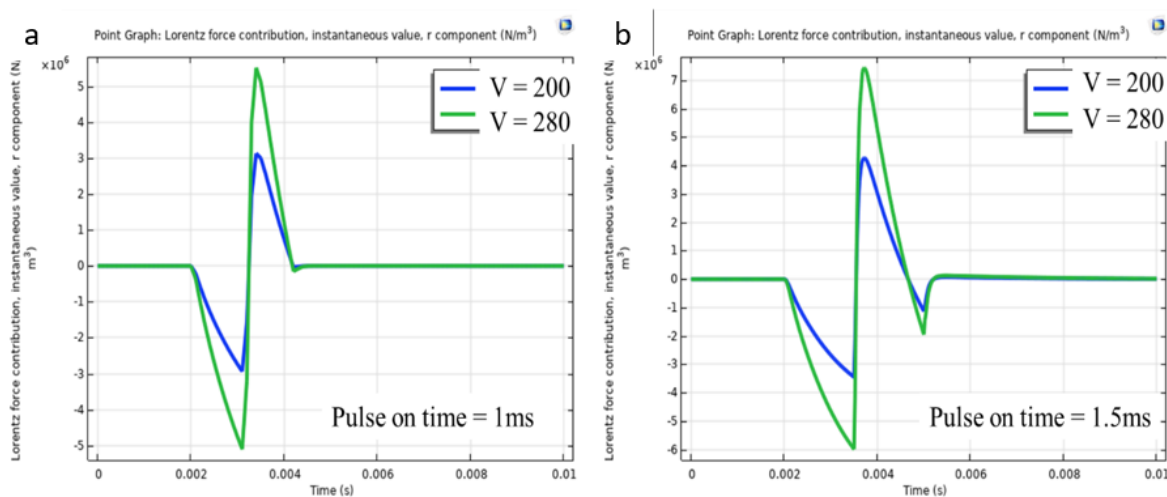 a
Point Graph: Lorentz force contribution, instantaneous value, r component (N/m³)
Lorentz force contribution, instantaneous value, r component (N
m³)
×10⁶
5
4
3
2
1
0
-1
-2
-3
-4
-5
V = 200
V = 280
Pulse on time = 1ms
0
0.002
0.004
0.006
0.008
0.01
Time (s)
b
Point Graph: Lorentz force contribution, instantaneous value, r component (N/m³)
Lorentz force contribution, instantaneous value, r component (N
m³)
×10⁶
7
6
5
4
3
2
1
0
-1
-2
-3
-4
-5
-6
V = 200
V = 280
Pulse on time = 1.5ms
0
0.002
0.004
0.006
0.008
0.01
Time (s)